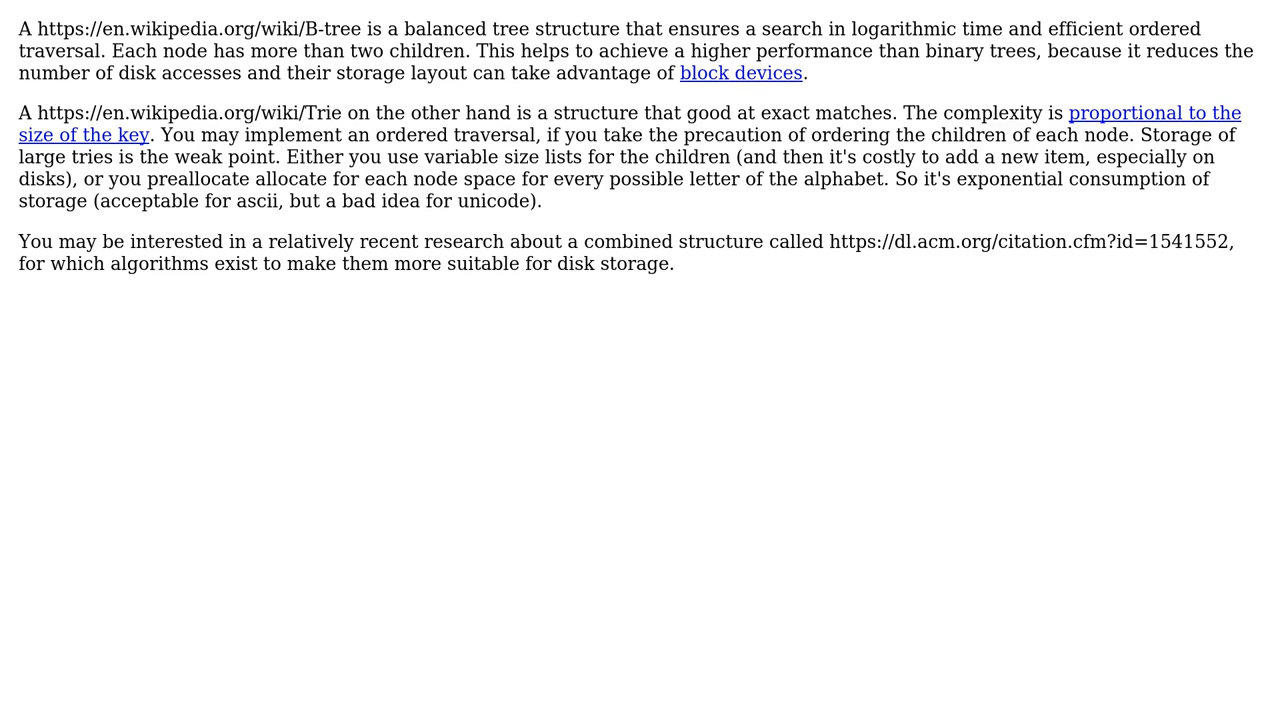 A https://en.wikipedia.org/wiki/B-tree is a balanced tree structure that ensures a search in logarithmic time and efficient ordered
traversal. Each node has more than two children. This helps to achieve a higher performance than binary trees, because it reduces the
number of disk accesses and their storage layout can take advantage of block devices.
A https://en.wikipedia.org/wiki/Trie on the other hand is a structure that good at exact matches. The complexity is proportional to the
size of the key. You may implement an ordered traversal, if you take the precaution of ordering the children of each node. Storage of
large tries is the weak point. Either you use variable size lists for the children (and then it's costly to add a new item, especially on
disks), or you preallocate allocate for each node space for every possible letter of the alphabet. So it's exponential consumption of
storage (acceptable for ascii, but a bad idea for unicode).
You may be interested in a relatively recent research about a combined structure called https://dl.acm.org/citation.cfm?id=1541552,
for which algorithms exist to make them more suitable for disk storage.